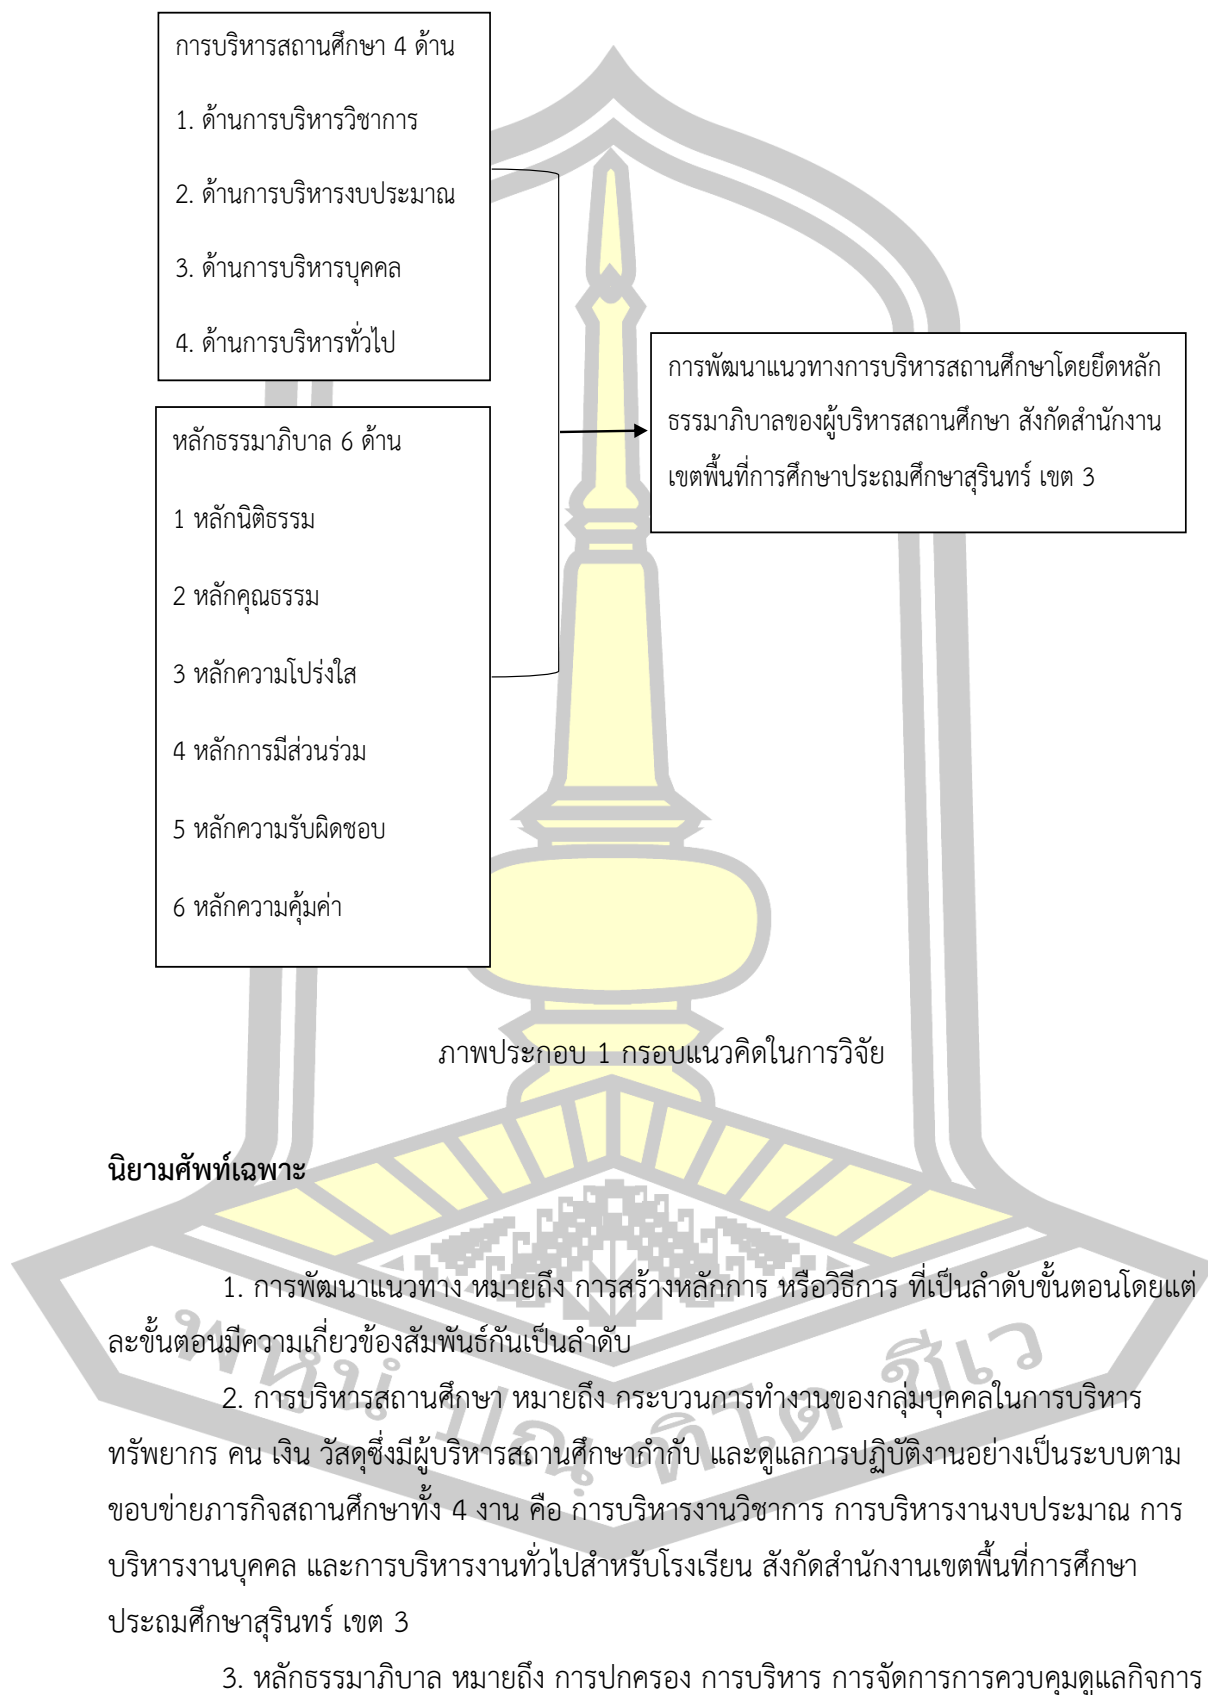 การบริหารสถานศึกษา 4 ด้าน
1. ด้านการบริหารวิชาการ
2. ด้านการบริหารงบประมาณ
3. ด้านการบริหารบุคคล
4. ด้านการบริหารทั่วไป
หลักธรรมาภิบาล 6 ด้าน
1 หลักนิติธรรม
2 หลักคุณธรรม
3 หลักความโปร่งใส
4 หลักการมีส่วนร่วม
5 หลักความรับผิดชอบ
6 หลักความคุ้มค่า
การพัฒนาแนวทางการบริหารสถานศึกษาโดยยึดหลัก
ธรรมาภิบาลของผู้บริหารสถานศึกษา สังกัดสำนักงาน
เขตพื้นที่การศึกษาประถมศึกษาสุรินทร์ เขต 3
ภาพประกอบ 1 กรอบแนวคิดในการวิจัย
นิยามศัพท์เฉพาะ
1. การพัฒนาแนวทาง หมายถึง การสร้างหลักการ หรือวิธีการ ที่เป็นลำดับขั้นตอนโดยแต่
ละขั้นตอนมีความเกี่ยวข้องสัมพันธ์กันเป็นลำดับ
2. การบริหารสถานศึกษา หมายถึง กระบวนการทำงานของกลุ่มบุคคลในการบริหาร
ทรัพยากร คน เงิน วัสดุซึ่งมีผู้บริหารสถานศึกษากำกับ และดูแลการปฏิบัติงานอย่างเป็นระบบตาม
ขอบข่ายภารกิจสถานศึกษาทั้ง 4 งาน คือ การบริหารงานวิชาการ การบริหารงานงบประมาณ การ
บริหารงานบุคคล และการบริหารงานทั่วไปสำหรับโรงเรียน สังกัดสำนักงานเขตพื้นที่การศึกษา
ประถมศึกษาสุรินทร์ เขต 3
3. หลักธรรมาภิบาล หมายถึง การปกครอง การบริหาร การจัดการการควบคุมดูแลกิจการ
พหุนํ ปณฺฑิโต ชีเว